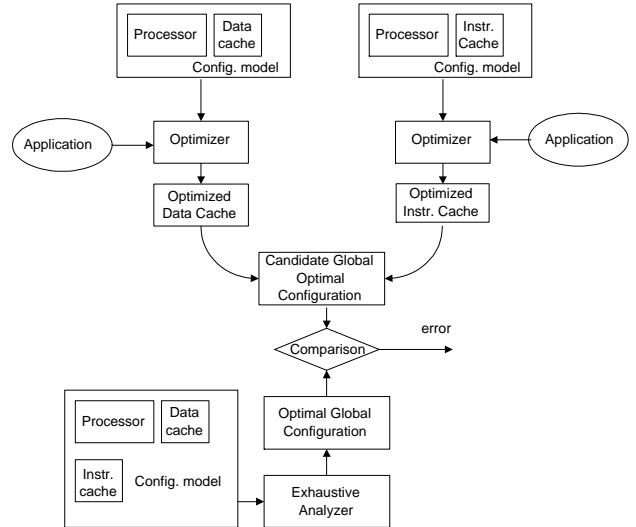 Processor
Data
cache
Config. model
Processor
Instr.
Cache
Config. model
Application
Optimizer
Optimizer
Application
Optimized
Data Cache
Optimized
Instr. Cache
Candidate Global
Optimal
Configuration
Comparison
error
Processor
Data
cache
Instr.
cache
Config. model
Optimal Global
Configuration
Exhaustive
Analyzer